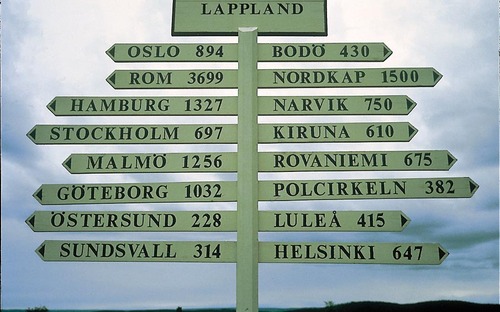 LAPPLAND
OSLO 894
BODÖ 430
ROM 3699
NORDKAP 1500
HAMBURG 1327
NARVIK 750
STOCKHOLM 697
KIRUNA 610
MALMÖ 1256
ROVANIEMI 675
GÖTEBORG 1032
POLCIRKELN 382
ÖSTERSUND 228
LULEÅ 415
SUNDSVALL 314
HELSINKI 647